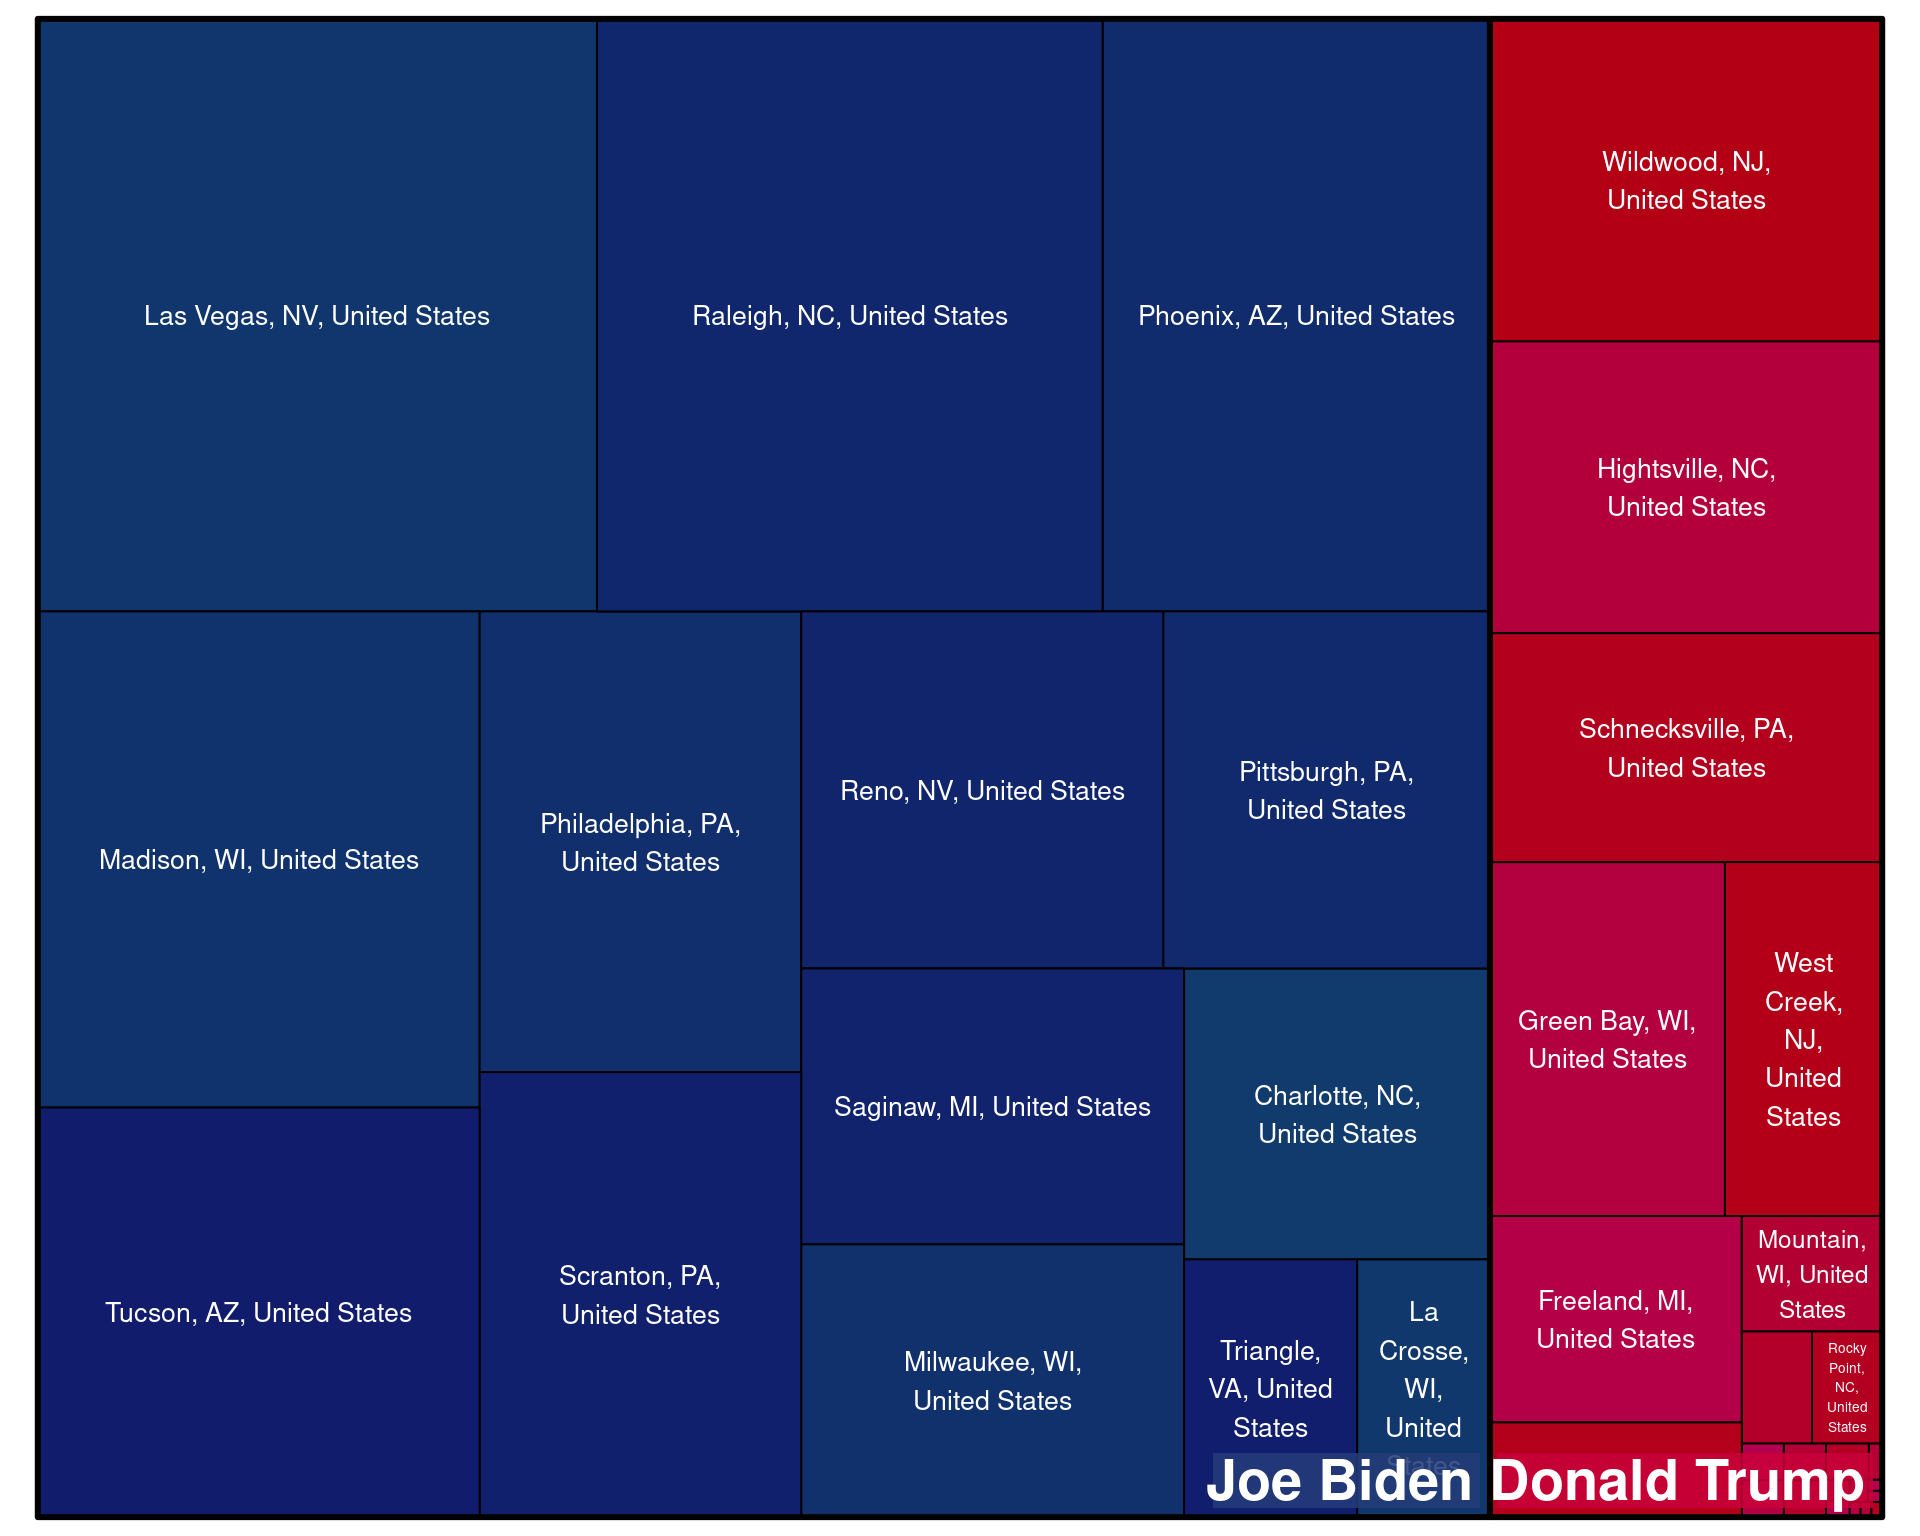 Las Vegas, NV, United States
Raleigh, NC, United States
Phoenix, AZ, United States
Wildwood, NJ,
United States
Hightsville, NC,
United States
Schnecksville, PA,
United States
Madison, WI, United States
Philadelphia, PA,
United States
Reno, NV, United States
Pittsburgh, PA,
United States
Green Bay, WI,
United States
West
Creek,
NJ,
United
States
Tucson, AZ, United States
Scranton, PA,
United States
Saginaw, MI, United States
Charlotte, NC,
United States
Milwaukee, WI,
United States
Triangle,
VA, United
States
La
Crosse,
WI,
United
States
Freeland, MI,
United States
Mountain,
WI, United
States
Rocky
Point,
NC,
United
States
Joe Biden
Donald Trump